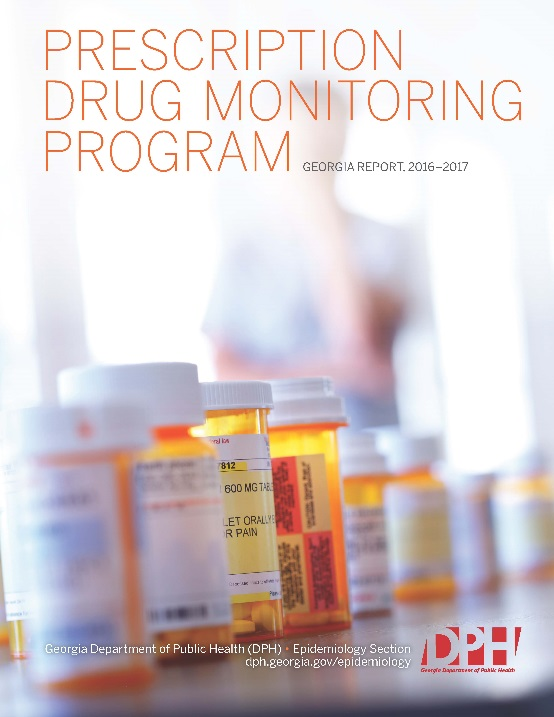 PRESCRIPTION
DRUG MONITORING
PROGRAM
GEORGIA REPORT, 2016–2017
7812
600 MG TAB
LET ORALLY
R PAIN
Georgia Department of Public Health (DPH) · Epidemiology Section
dph.georgia.gov/epidemiology
DPH
Georgia Department of Public Health